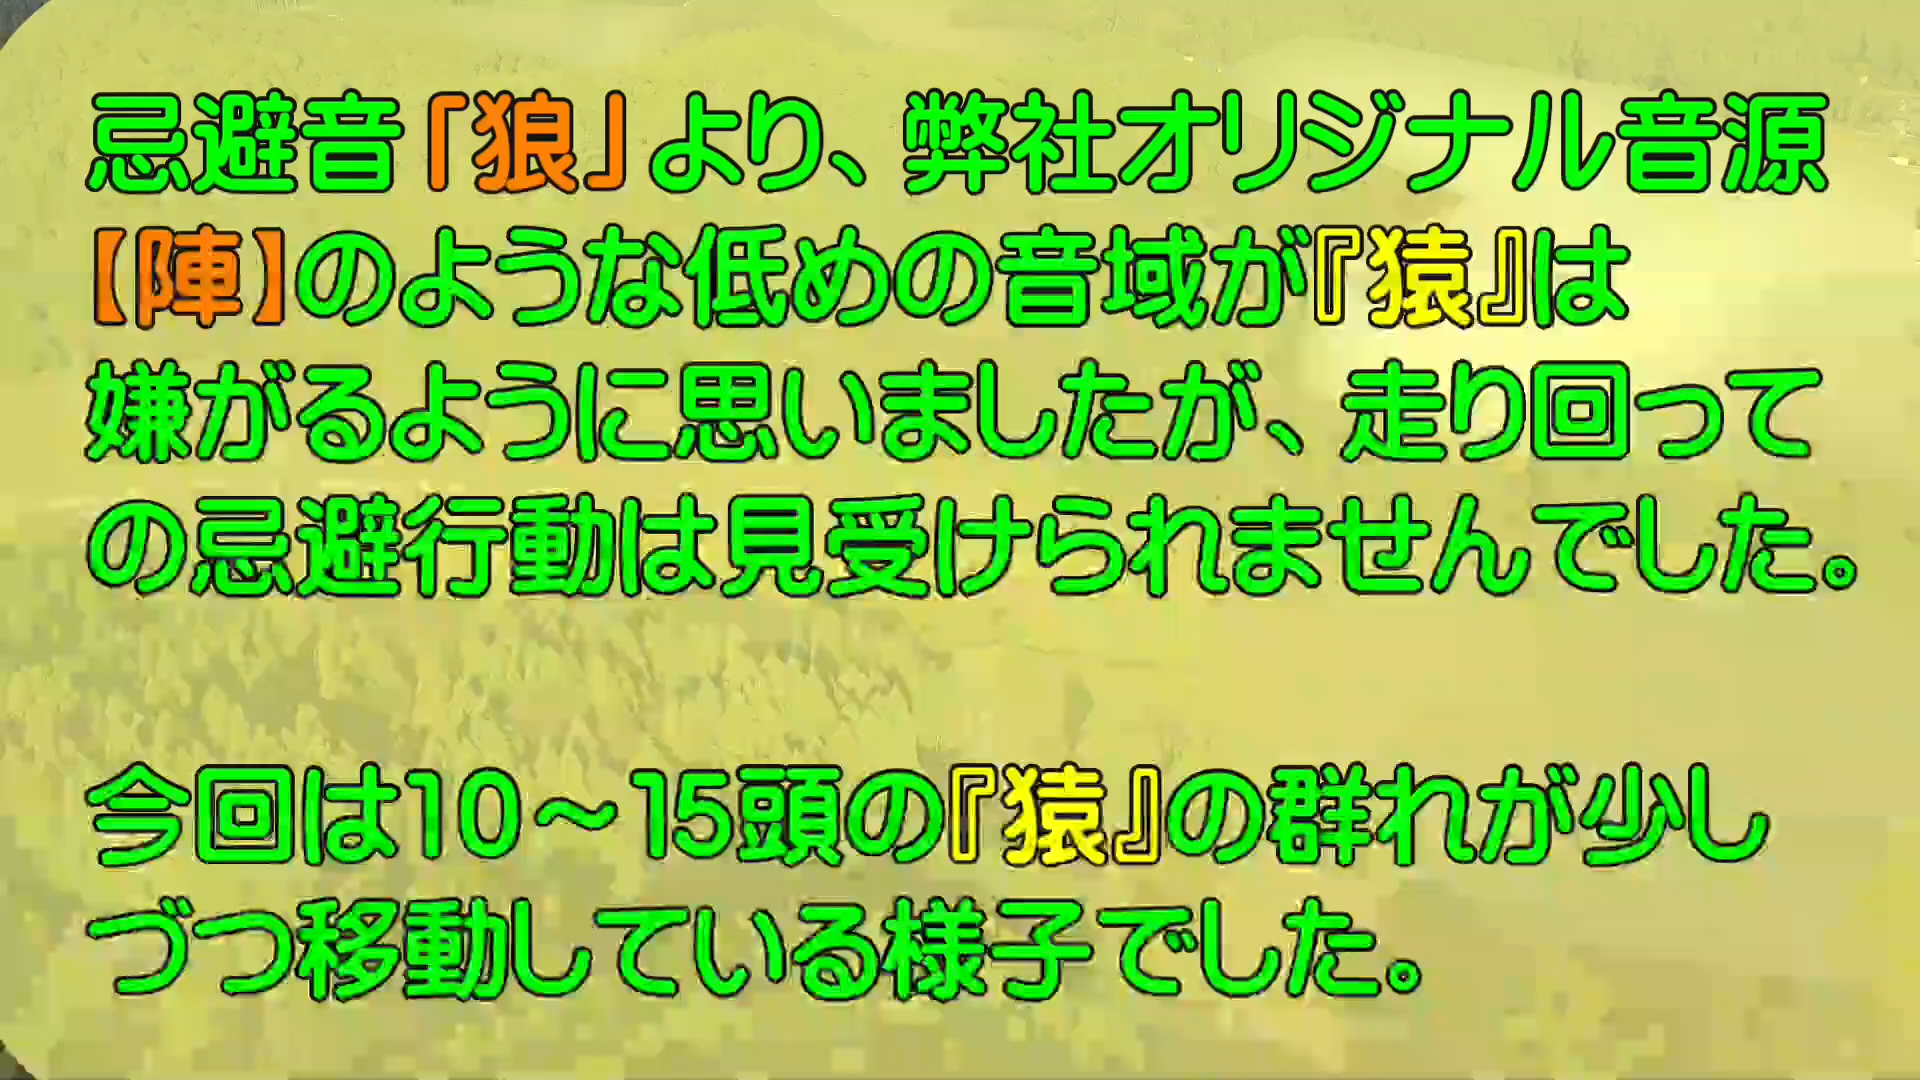 忌避音「狼」より、弊社オリジナル音源
【陣】のような低めの音域が『猿』は
嫌がるように思いましたが、走り回って
の忌避行動は見受けられませんでした。
今回は10～15頭の『猿』の群れが少し
づつ移動している様子でした。